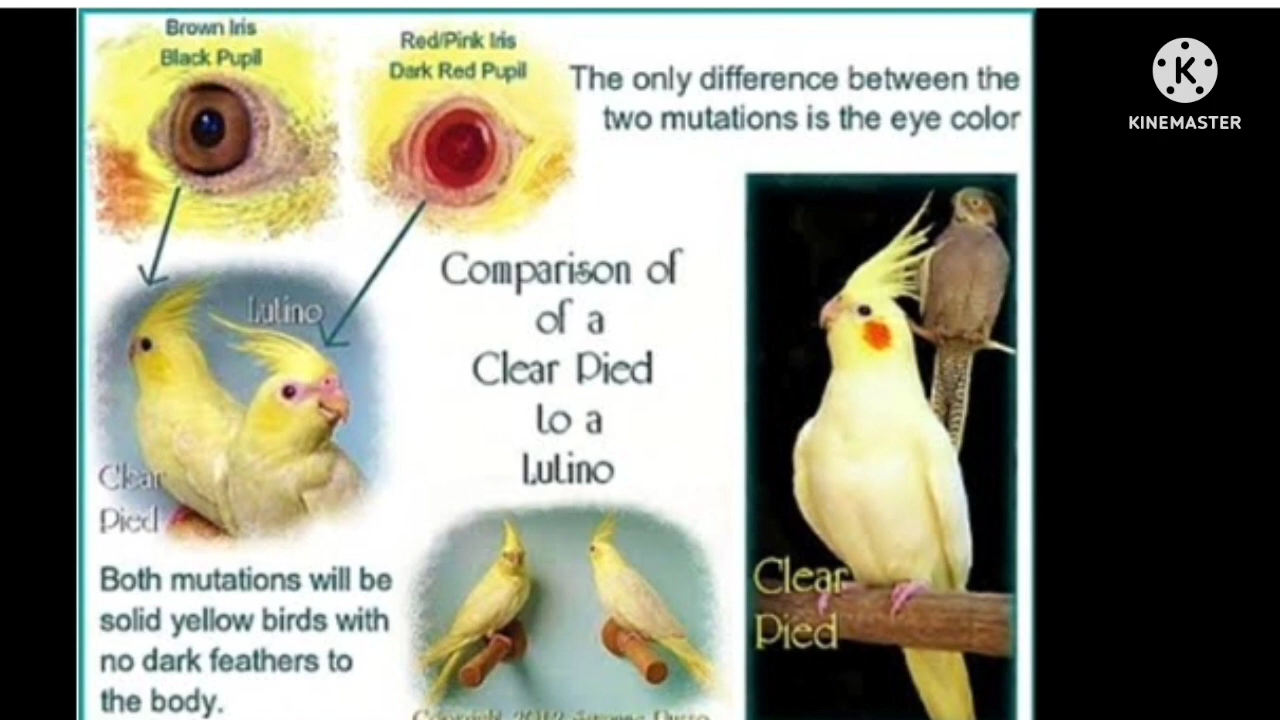 Brown Iris
Black Pupil
Red/Pink Iris
Dark Red Pupil
The only difference between the
two mutations is the eye color
KINEMASTER
Comparison of
of a
Clear Pied
to a
Lutino
Lutino
Clear
Pied
Both mutations will be
solid yellow birds with
no dark feathers to
the body.
Clear
Pied
Copyright 2012